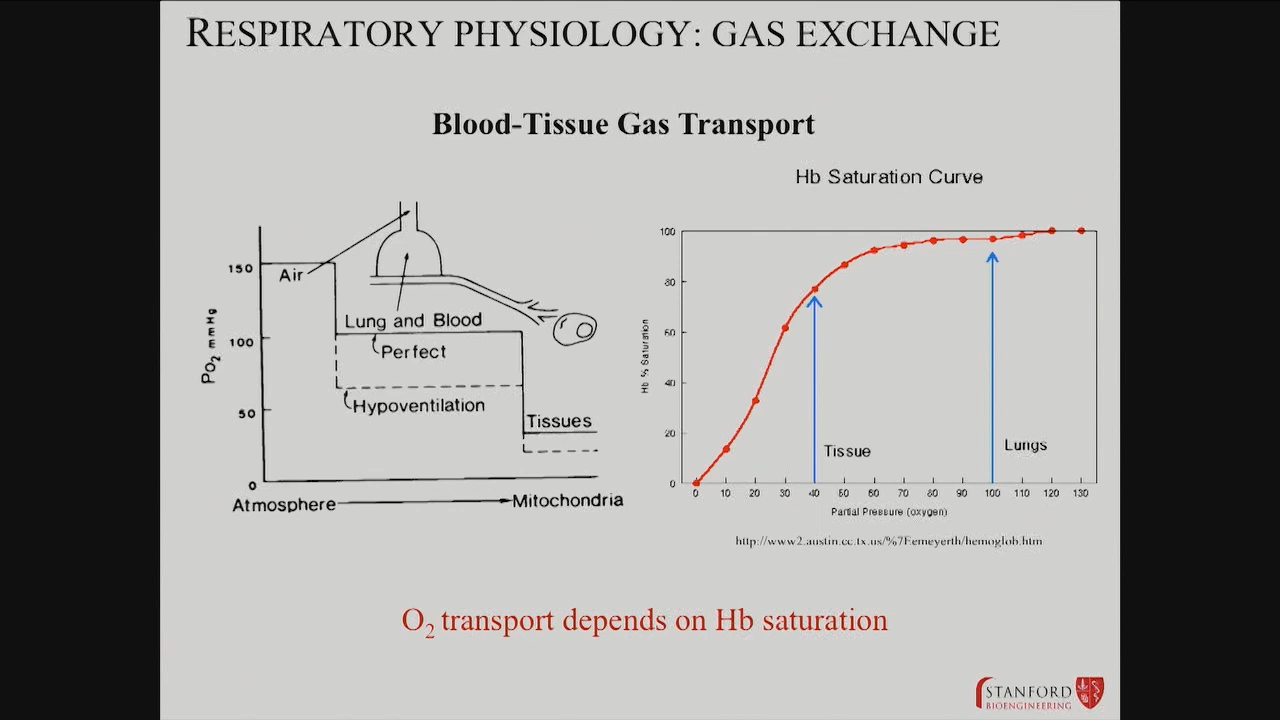 RESPIRATORY PHYSIOLOGY: GAS EXCHANGE
Blood-Tissue Gas Transport
150
100
50
0
PO2 mmHg
Air
Lung and Blood
Perfect
Hypoventilation
Tissues
Atmosphere
Mitochondria
Hb Saturation Curve
100
80
60
40
20
0
Hb % Saturation
Tissue
Lungs
0 10 20 30 40 50 60 70 80 90 100 110 120 130
Partial Pressure (oxygen)
http://www2.austin.cc.tx.us/%7Eemeyerth/hemoglob.htm
O2 transport depends on Hb saturation
STANFORD
BIOENGINEERING